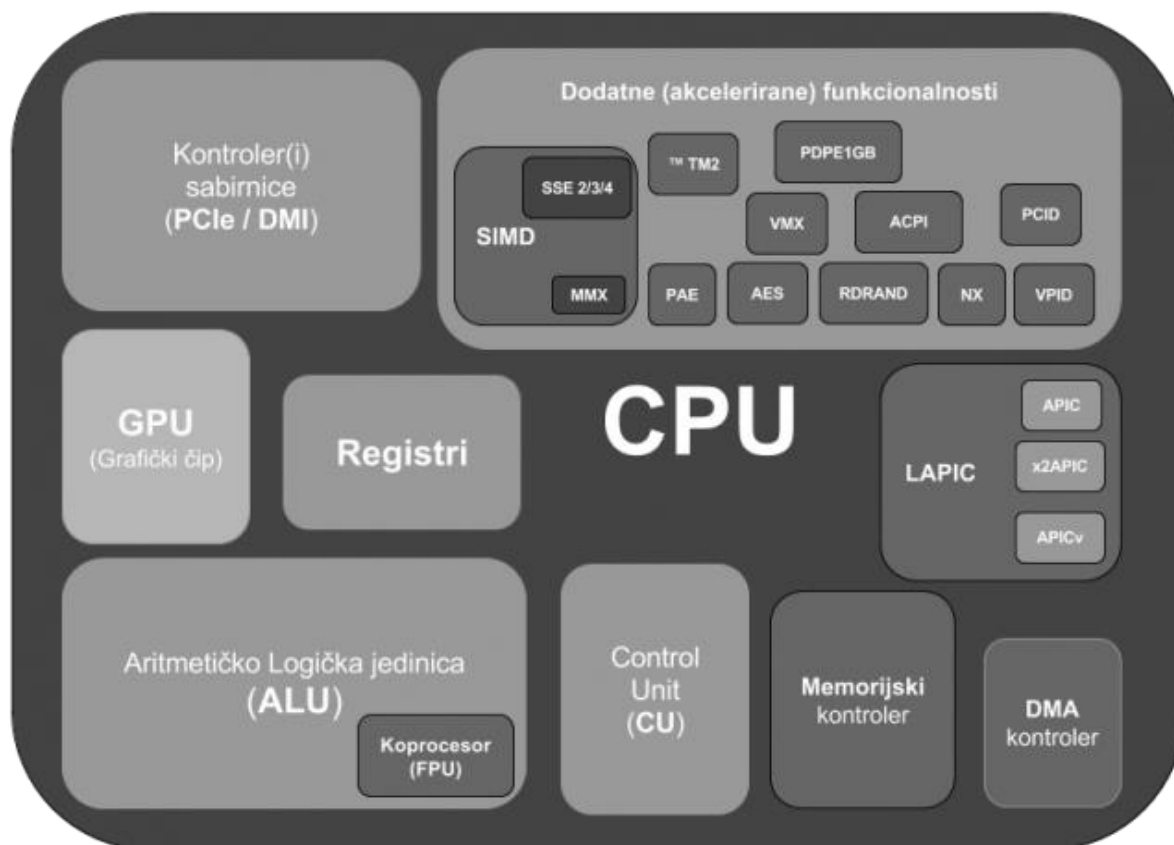 Kontroler(i)
sabirnice
(PCIe / DMI)
Dodatne (akcelerirane) funkcionalnosti
SSE 2/3/4
SIMD
MMX
™ TM2
PDPE1GB
VMX
ACPI
PCID
PAE
AES
RDRAND
NX
VPID
GPU
(Grafički čip)
Registri
CPU
LAPIC
APIC
x2APIC
APICv
Aritmetičko Logička jedinica
(ALU)
Koprocesor
(FPU)
Control
Unit
(CU)
Memorijski
kontroler
DMA
kontroler